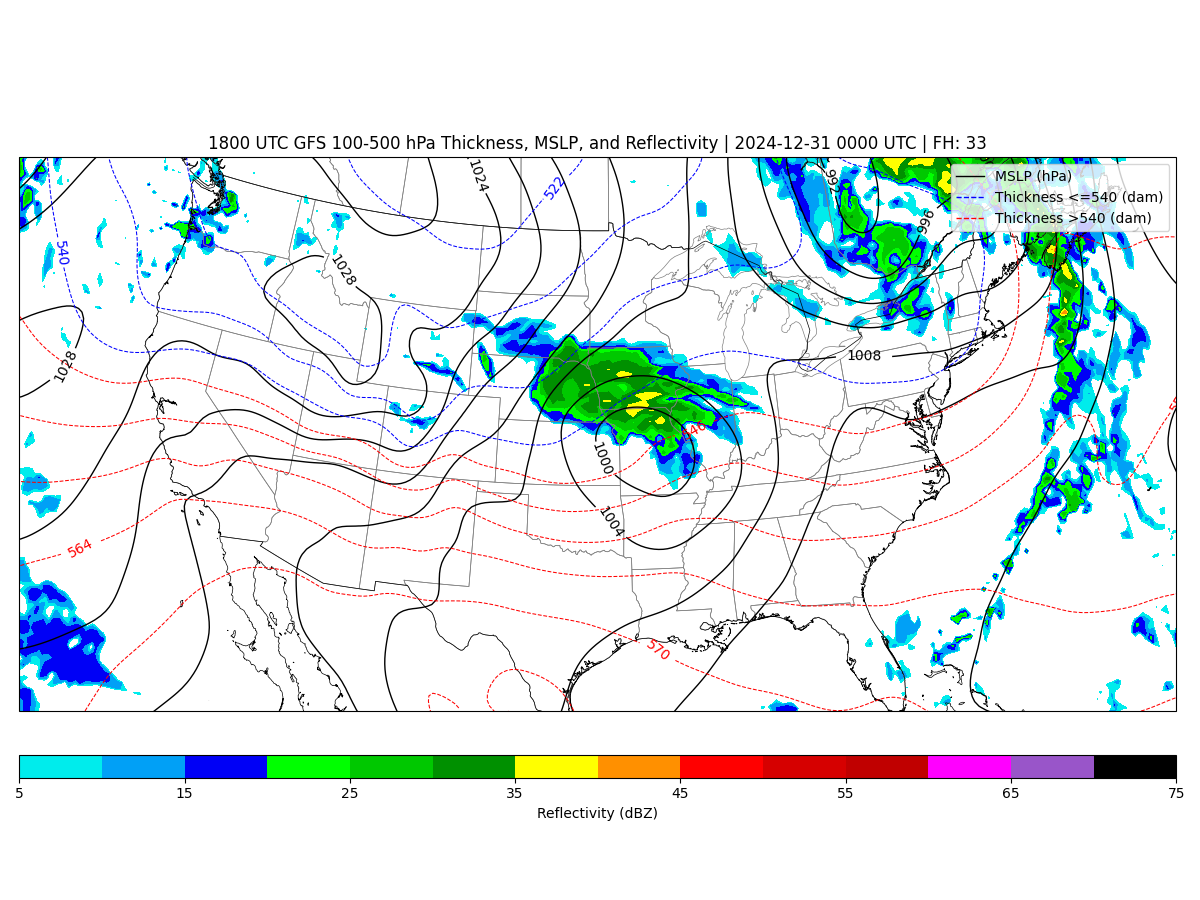 1800 UTC GFS 100-500 hPa Thickness, MSLP, and Reflectivity | 2024-12-31 0000 UTC | FH: 33
MSLP (hPa)
Thickness <=540 (dam)
Thickness >540 (dam)
1024
522
992
996
540
1028
1028
1008
546
1000
1004
564
570
5 15 25 35 45 55 65 75
Reflectivity (dBZ)